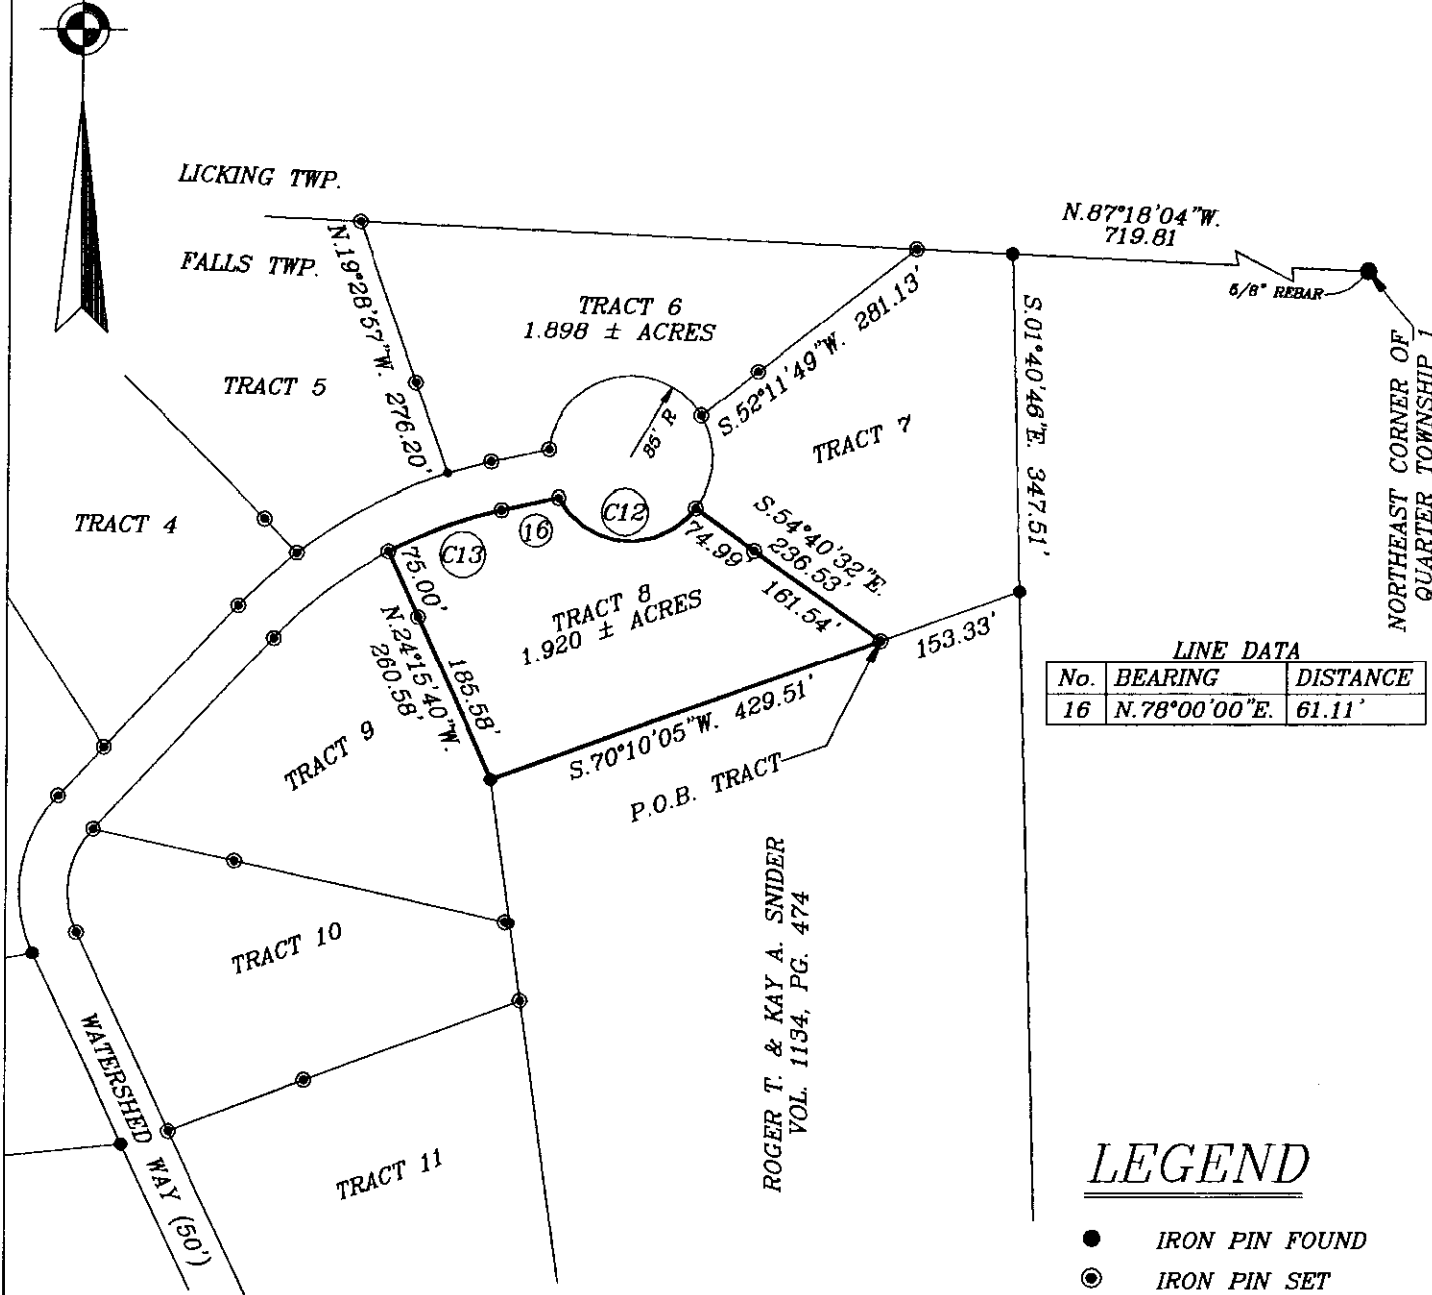 LICKING TWP.
FALLS TWP.
N.87°18'04"W.
719.81
5/8" REBAR
NORTHEAST CORNER OF
QUARTER TOWNSHIP 1
N.19°28'57"W. 276.20'
TRACT 6
1.898 ± ACRES
S.52°11'49"W. 281.13'
85' R
S.01°40'46"E. 347.51'
TRACT 5
TRACT 7
TRACT 4
C12
16
C13
75.00'
74.99'
S.54°40'32"E.
236.53'
161.54'
TRACT 8
1.920 ± ACRES
N.24°15'40"W.
260.58'
185.58'
153.33'
S.70°10'05"W. 429.51'
P.O.B. TRACT
LINE DATA
No. BEARING DISTANCE
16 N.78°00'00"E. 61.11'
TRACT 9
TRACT 10
ROGER T. & KAY A. SNIDER
VOL. 1134, PG. 474
WATERSHED WAY (50')
TRACT 11
LEGEND
IRON PIN FOUND
IRON PIN SET